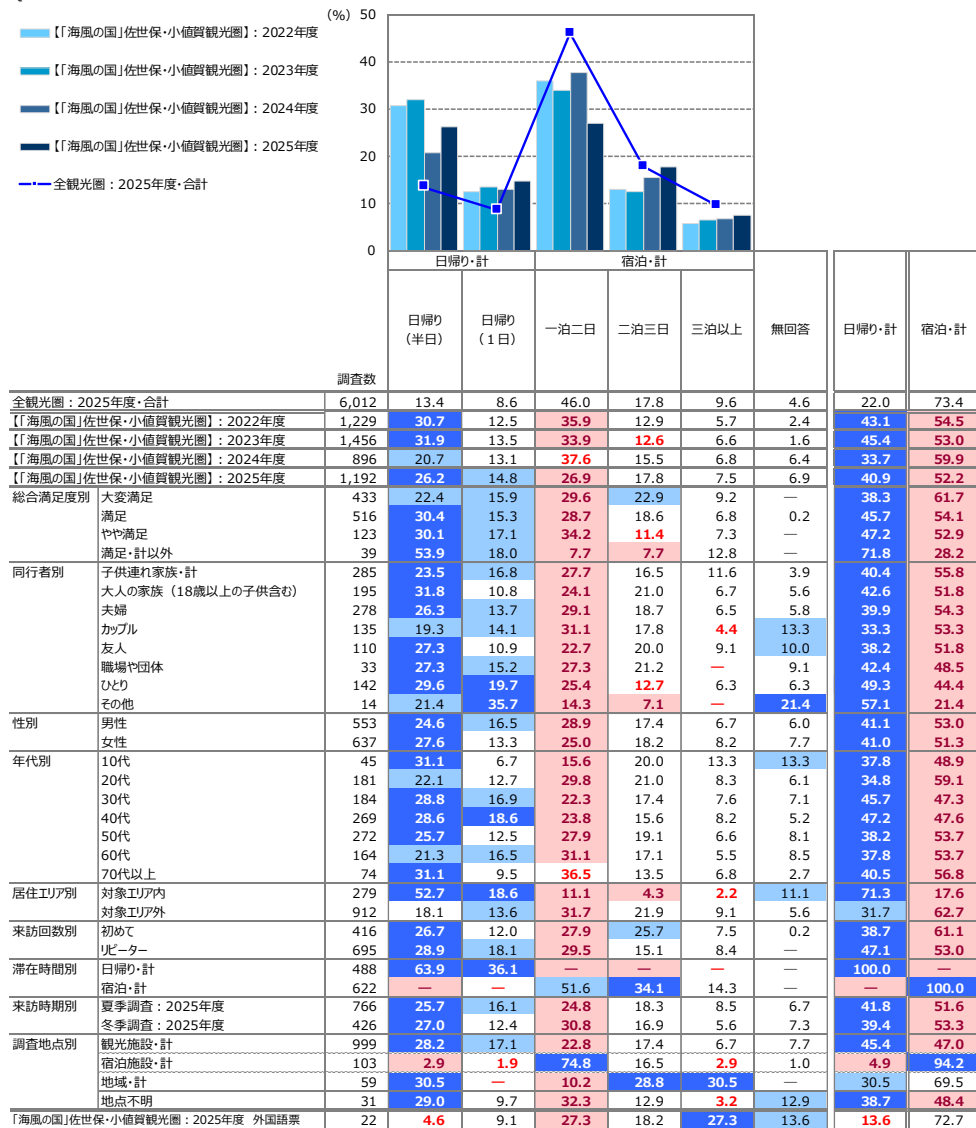 (%)
50
40
30
20
10
0
【「海風の国」佐世保・小値賀観光圏】：2022年度
【「海風の国」佐世保・小値賀観光圏】：2023年度
【「海風の国」佐世保・小値賀観光圏】：2024年度
【「海風の国」佐世保・小値賀観光圏】：2025年度
全観光圏：2025年度・合計
日帰り・計 宿泊・計
調査数 日帰り（半日） 日帰り（１日） 一泊二日 二泊三日 三泊以上 無回答 日帰り・計 宿泊・計
全観光圏：2025年度・合計 6,012 13.4 8.6 46.0 17.8 9.6 4.6 22.0 73.4
【「海風の国」佐世保・小値賀観光圏】：2022年度 1,229 30.7 12.5 35.9 12.9 5.7 2.4 43.1 54.5
【「海風の国」佐世保・小値賀観光圏】：2023年度 1,456 31.9 13.5 33.9 12.6 6.6 1.6 45.4 53.0
【「海風の国」佐世保・小値賀観光圏】：2024年度 896 20.7 13.1 37.6 15.5 6.8 6.4 33.7 59.9
【「海風の国」佐世保・小値賀観光圏】：2025年度 1,192 26.2 14.8 26.9 17.8 7.5 6.9 40.9 52.2
総合満足度別 大変満足 433 22.4 15.9 29.6 22.9 9.2 — 38.3 61.7
満足 516 30.4 15.3 28.7 18.6 6.8 0.2 45.7 54.1
やや満足 123 30.1 17.1 34.2 11.4 7.3 — 47.2 52.9
満足・計以外 39 53.9 18.0 7.7 7.7 12.8 — 71.8 28.2
同行者別 子供連れ家族・計 285 23.5 16.8 27.7 16.5 11.6 3.9 40.4 55.8
大人の家族（18歳以上の子供含む） 195 31.8 10.8 24.1 21.0 6.7 5.6 42.6 51.8
夫婦 278 26.3 13.7 29.1 18.7 6.5 5.8 39.9 54.3
カップル 135 19.3 14.1 31.1 17.8 4.4 13.3 33.3 53.3
友人 110 27.3 10.9 22.7 20.0 9.1 10.0 38.2 51.8
職場や団体 33 27.3 15.2 27.3 21.2 — 9.1 42.4 48.5
ひとり 142 29.6 19.7 25.4 12.7 6.3 6.3 49.3 44.4
その他 14 21.4 35.7 14.3 7.1 — 21.4 57.1 21.4
性別 男性 553 24.6 16.5 28.9 17.4 6.7 6.0 41.1 53.0
女性 637 27.6 13.3 25.0 18.2 8.2 7.7 41.0 51.3
年代別 10代 45 31.1 6.7 15.6 20.0 13.3 13.3 37.8 48.9
20代 181 22.1 12.7 29.8 21.0 8.3 6.1 34.8 59.1
30代 184 28.8 16.9 22.3 17.4 7.6 7.1 45.7 47.3
40代 269 28.6 18.6 23.8 15.6 8.2 5.2 47.2 47.6
50代 272 25.7 12.5 27.9 19.1 6.6 8.1 38.2 53.7
60代 164 21.3 16.5 31.1 17.1 5.5 8.5 37.8 53.7
70代以上 74 31.1 9.5 36.5 13.5 6.8 2.7 40.5 56.8
居住エリア別 対象エリア内 279 52.7 18.6 11.1 4.3 2.2 11.1 71.3 17.6
対象エリア外 912 18.1 13.6 31.7 21.9 9.1 5.6 31.7 62.7
来訪回数別 初めて 416 26.7 12.0 27.9 25.7 7.5 0.2 38.7 61.1
リピーター 695 28.9 18.1 29.5 15.1 8.4 — 47.1 53.0
滞在時間別 日帰り・計 488 63.9 36.1 — — — — 100.0 —
宿泊・計 622 — — 51.6 34.1 14.3 — — 100.0
来訪時期別 夏季調査：2025年度 766 25.7 16.1 24.8 18.3 8.5 6.7 41.8 51.6
冬季調査：2025年度 426 27.0 12.4 30.8 16.9 5.6 7.3 39.4 53.3
調査地点別 観光施設・計 999 28.2 17.1 22.8 17.4 6.7 7.7 45.4 47.0
宿泊施設・計 103 2.9 1.9 74.8 16.5 2.9 1.0 4.9 94.2
地域・計 59 30.5 — 10.2 28.8 30.5 — 30.5 69.5
地点不明 31 29.0 9.7 32.3 12.9 3.2 12.9 38.7 48.4
「海風の国」佐世保・小値賀観光圏：2025年度 外国語票 22 4.6 9.1 27.3 18.2 27.3 13.6 13.6 72.7